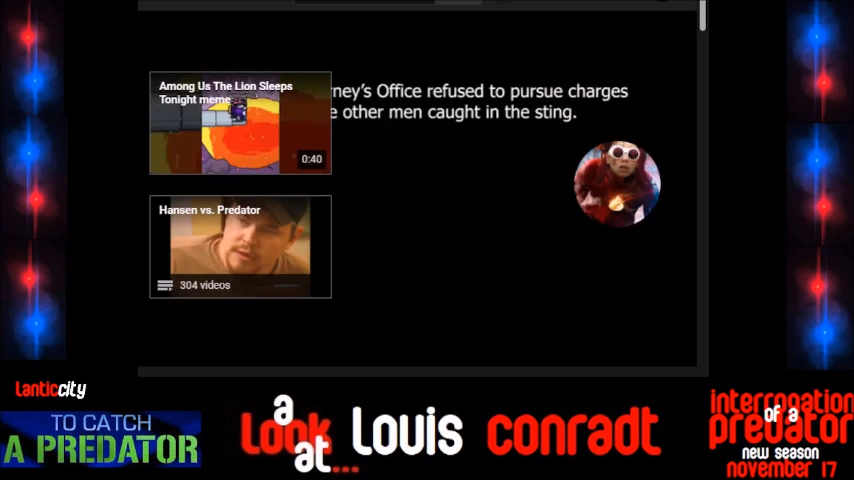 Among Us The Lion Sleeps
Tonight meme
0:40
rney's Office refused to pursue charges
e other men caught in the sting.
Hansen vs. Predator
304 videos
Lanticcity
TO CATCH
A PREDATOR
a
Look
at...
Louis conradt
interrogation
of a
predator
new season
november 17